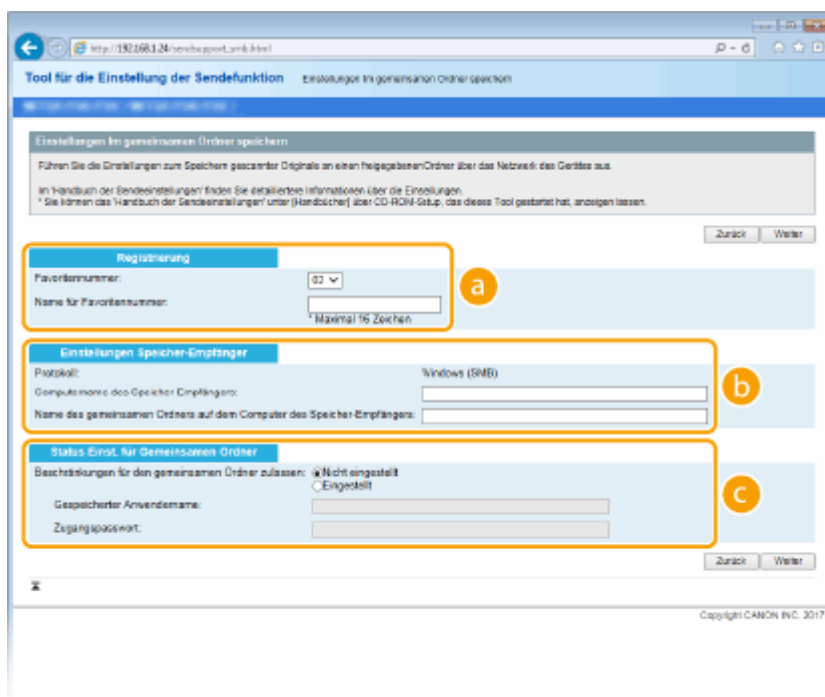 http://192.168.1.24/sendsupport_smb.html
Tool für die Einstellung der Sendefunktion Einstellungen im gemeinsamen Ordner speichern
Einstellungen im gemeinsamen Ordner speichern
Führen Sie die Einstellungen zum Speichern gescannter Originale an einen freigegebenen Ordner über das Netzwerk des Gerätes aus.
Im 'Handbuch der Sendeeinstellungen' finden Sie detailliertere Informationen über die Einstellungen.
* Sie können das 'Handbuch der Sendeeinstellungen' unter [Handbücher] über CD-ROM-Setup, das dieses Tool gestartet hat, anzeigen lassen.
Zurück Weiter
Registrierung
Favoritennummer: 02
Name für Favoritennummer:
* Maximal 16 Zeichen
a
Einstellungen Speicher-Empfänger
Protokoll: Windows (SMB)
Computername des Speicher Empfängers:
Name des gemeinsamen Ordners auf dem Computer des Speicher-Empfängers:
b
Status Einst. für Gemeinsamen Ordner
Beschränkungen für den gemeinsamen Ordner zulassen: Nicht eingestellt
Eingestellt
Gespeicherter Anwendername:
Zugangspasswort:
c
Zurück Weiter
Copyright CANON INC. 2017